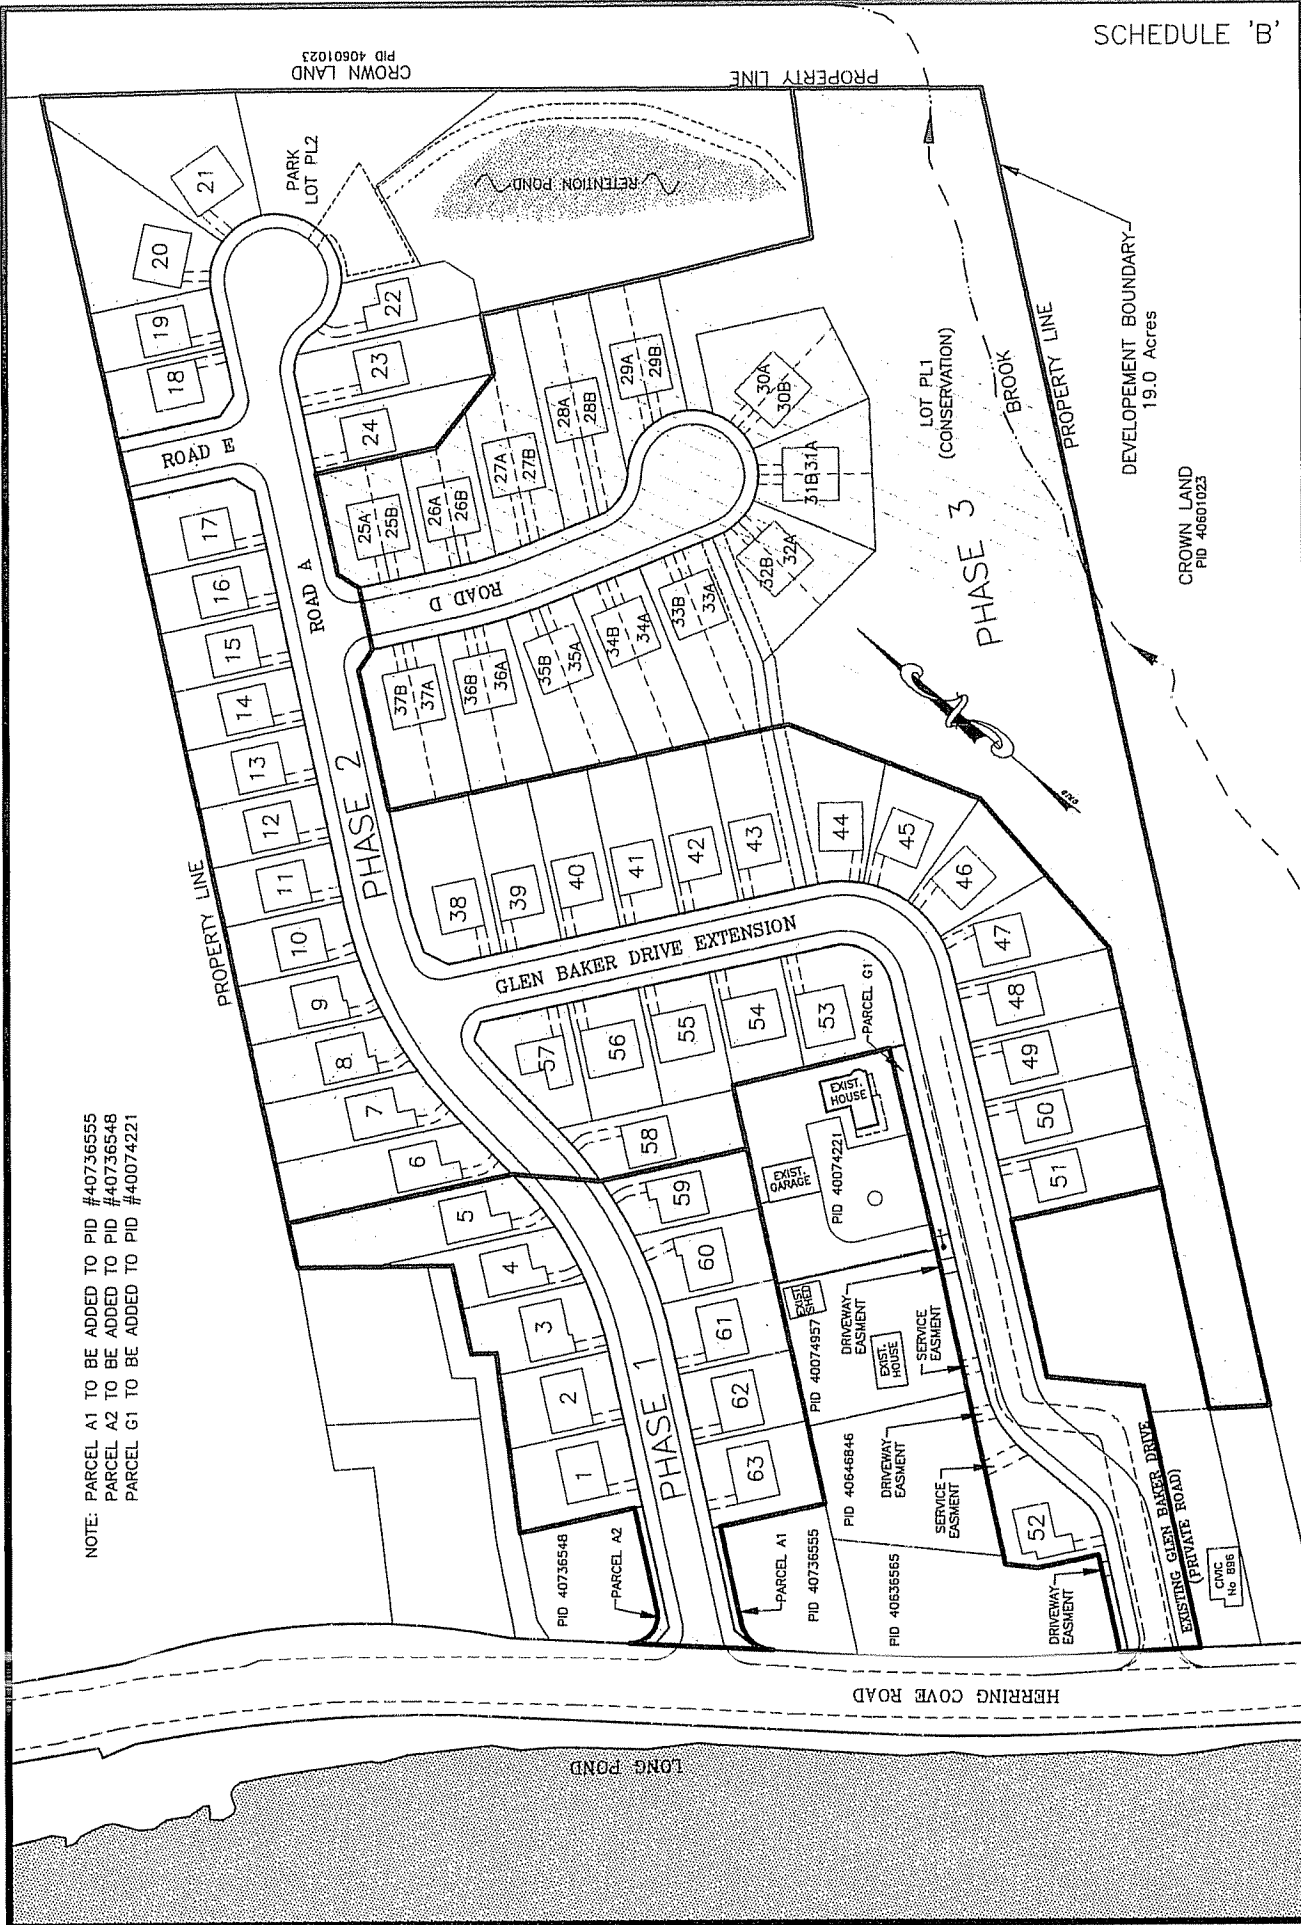 SCHEDULE 'B'
NOTE: PARCEL A1 TO BE ADDED TO PID #40736555
PARCEL A2 TO BE ADDED TO PID #40736548
PARCEL G1 TO BE ADDED TO PID #40074221
CROWN LAND
PID 40601023
PROPERTY LINE
PARK
LOT PL2
RETENTION POND
21
20
19
18
22
23
24
ROAD E
17
16
15
14
13
12
11
10
9
8
7
6
5
4
3
2
1
ROAD A
PHASE 2
PROPERTY LINE
25A
25B
26A
26B
27A
27B
28A
28B
29A
29B
30A
30B
31A
31B
32A
32B
33B
33A
34B
34A
35B
35A
36B
36A
37B
37A
ROAD D
LOT PL1
(CONSERVATION)
BROOK
PROPERTY LINE
PHASE 3
DEVELOPEMENT BOUNDARY
19.0 Acres
CROWN LAND
PID 40601023
GRID
38
39
40
41
42
43
44
45
46
47
48
49
50
51
GLEN BAKER DRIVE EXTENSION
PARCEL G1
53
54
55
56
57
58
59
60
61
62
63
PHASE 1
EXIST.
HOUSE
EXIST.
GARAGE
PID 40074221
EXIST.
SHED
PID 40074957
DRIVEWAY
EASMENT
EXIST.
HOUSE
SERVICE
EASMENT
PID 40646846
DRIVEWAY
EASMENT
SERVICE
EASMENT
52
PID 40736548
PARCEL A2
PARCEL A1
PID 40736555
PID 40636565
DRIVEWAY
EASMENT
EXISTING GLEN BAKER DRIVE
(PRIVATE ROAD)
CIVIC
No 896
HERRING COVE ROAD
LONG POND